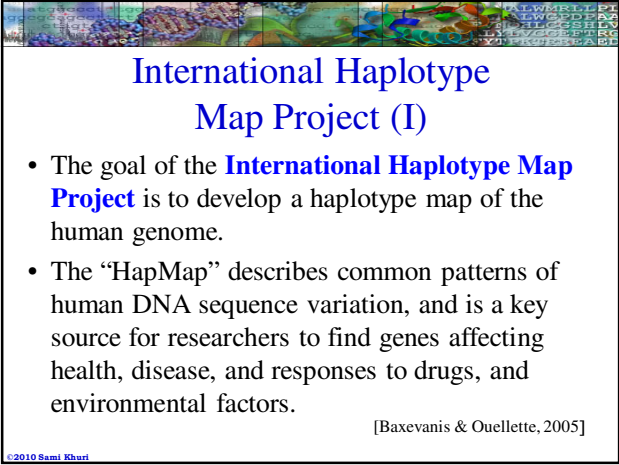 ALWMRLLPL
ALWGPDPAA
International Haplotype
Map Project (I)
• The goal of the International Haplotype Map
Project is to develop a haplotype map of the
human genome.
• The “HapMap” describes common patterns of
human DNA sequence variation, and is a key
source for researchers to find genes affecting
health, disease, and responses to drugs, and
environmental factors.
[Baxevanis & Ouellette, 2005]
©2010 Sami Khuri